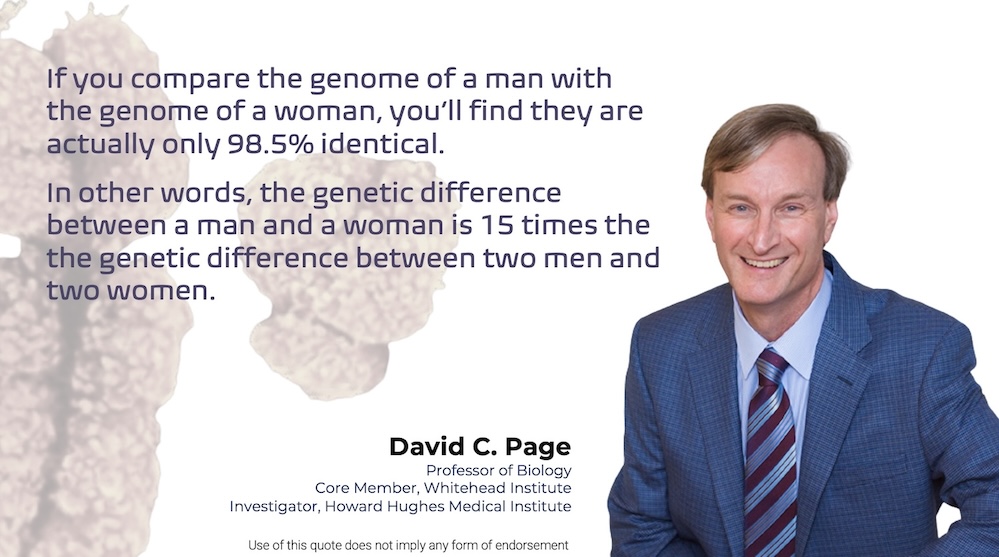 If you compare the genome of a man with
the genome of a woman, you'll find they are
actually only 98.5% identical.
In other words, the genetic difference
between a man and a woman is 15 times the
the genetic difference between two men and
two women.
David C. Page
Professor of Biology
Core Member, Whitehead Institute
Investigator, Howard Hughes Medical Institute
Use of this quote does not imply any form of endorsement